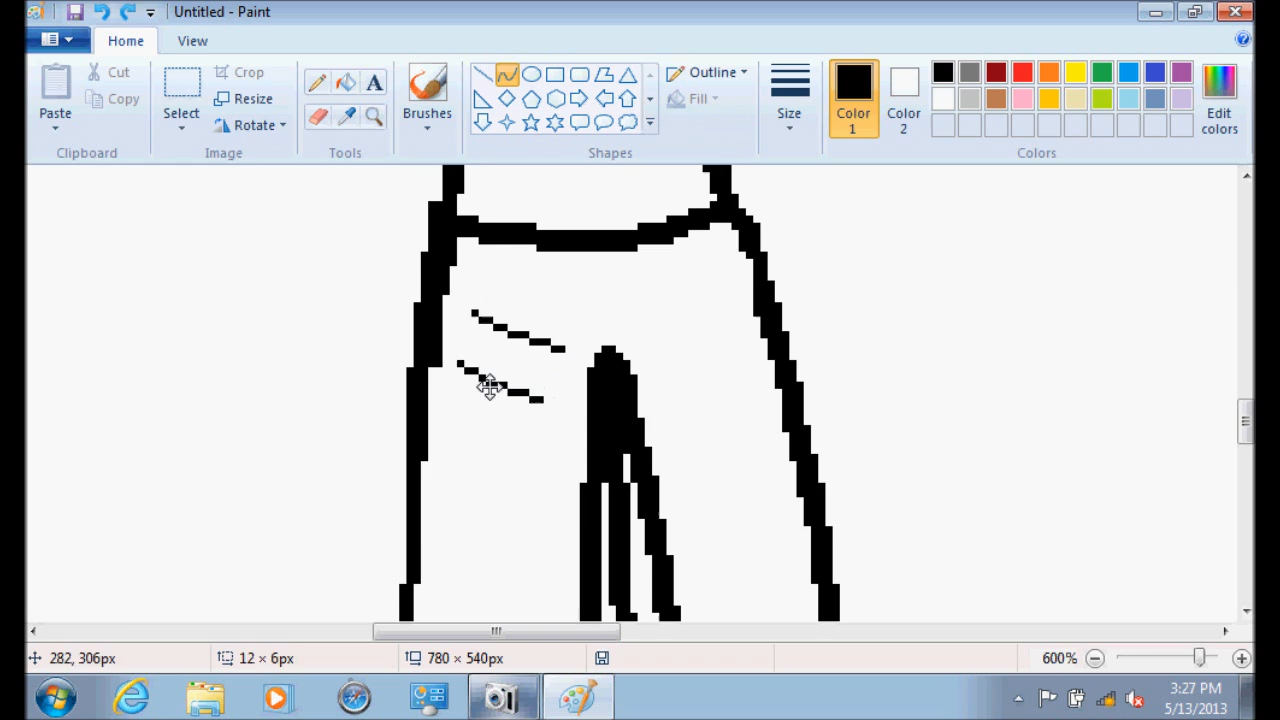 Untitled - Paint
Home View
Paste
Cut
Copy
Clipboard
Select
Crop
Resize
Rotate
Image
A
Tools
Brushes
Outline
Fill
Shapes
Size
Color 1
Color 2
Edit colors
Colors
282, 306px
12 × 6px
780 × 540px
600%
3:27 PM
5/13/2013